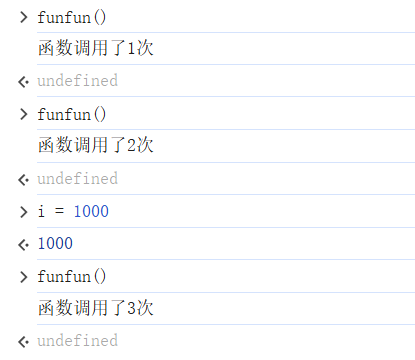 funfun()
函数调用了1次
undefined
funfun()
函数调用了2次
undefined
i = 1000
1000
funfun()
函数调用了3次
undefined